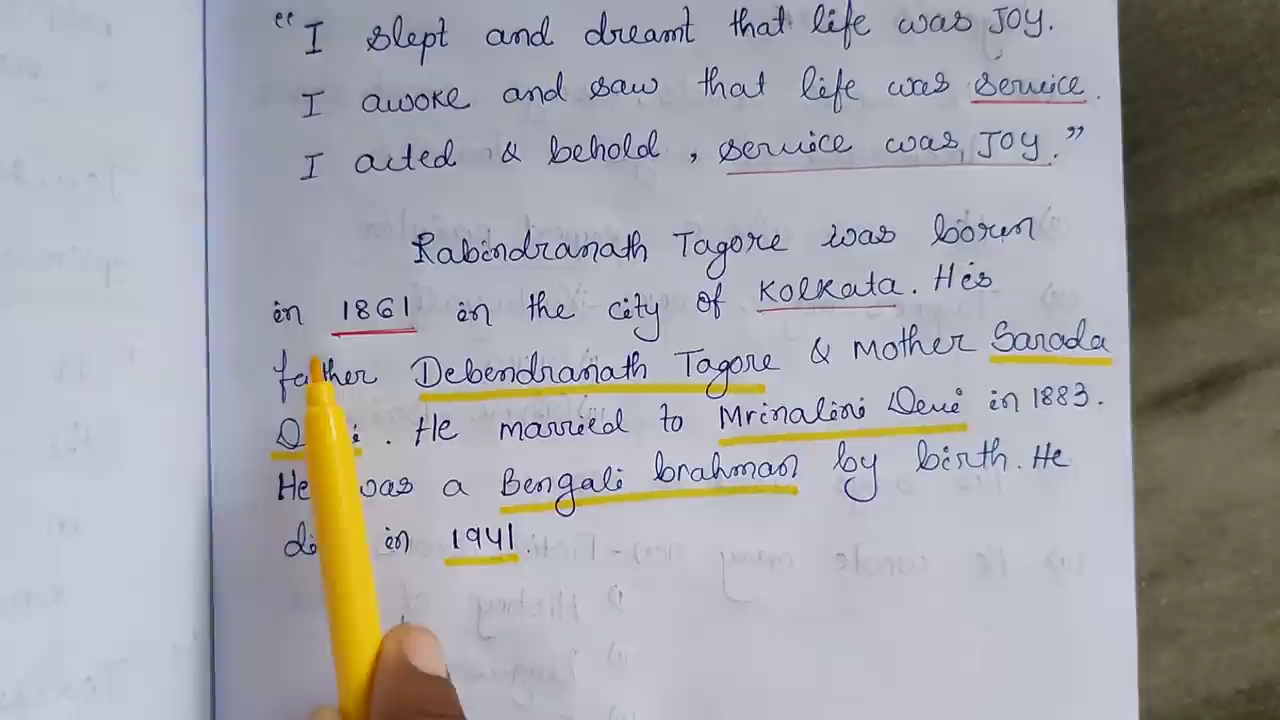 "I slept and dreamt that life was JOY.
I awoke and saw that life was service.
I acted & behold, service was JOY."
Rabindranath Tagore was born
in 1861 in the city of Kolkata. His
father Debendranath Tagore & Mother Sarada
. He married to Mrinalini Devi in 1883.
He was a Bengali brahman by birth. He
in 1941.